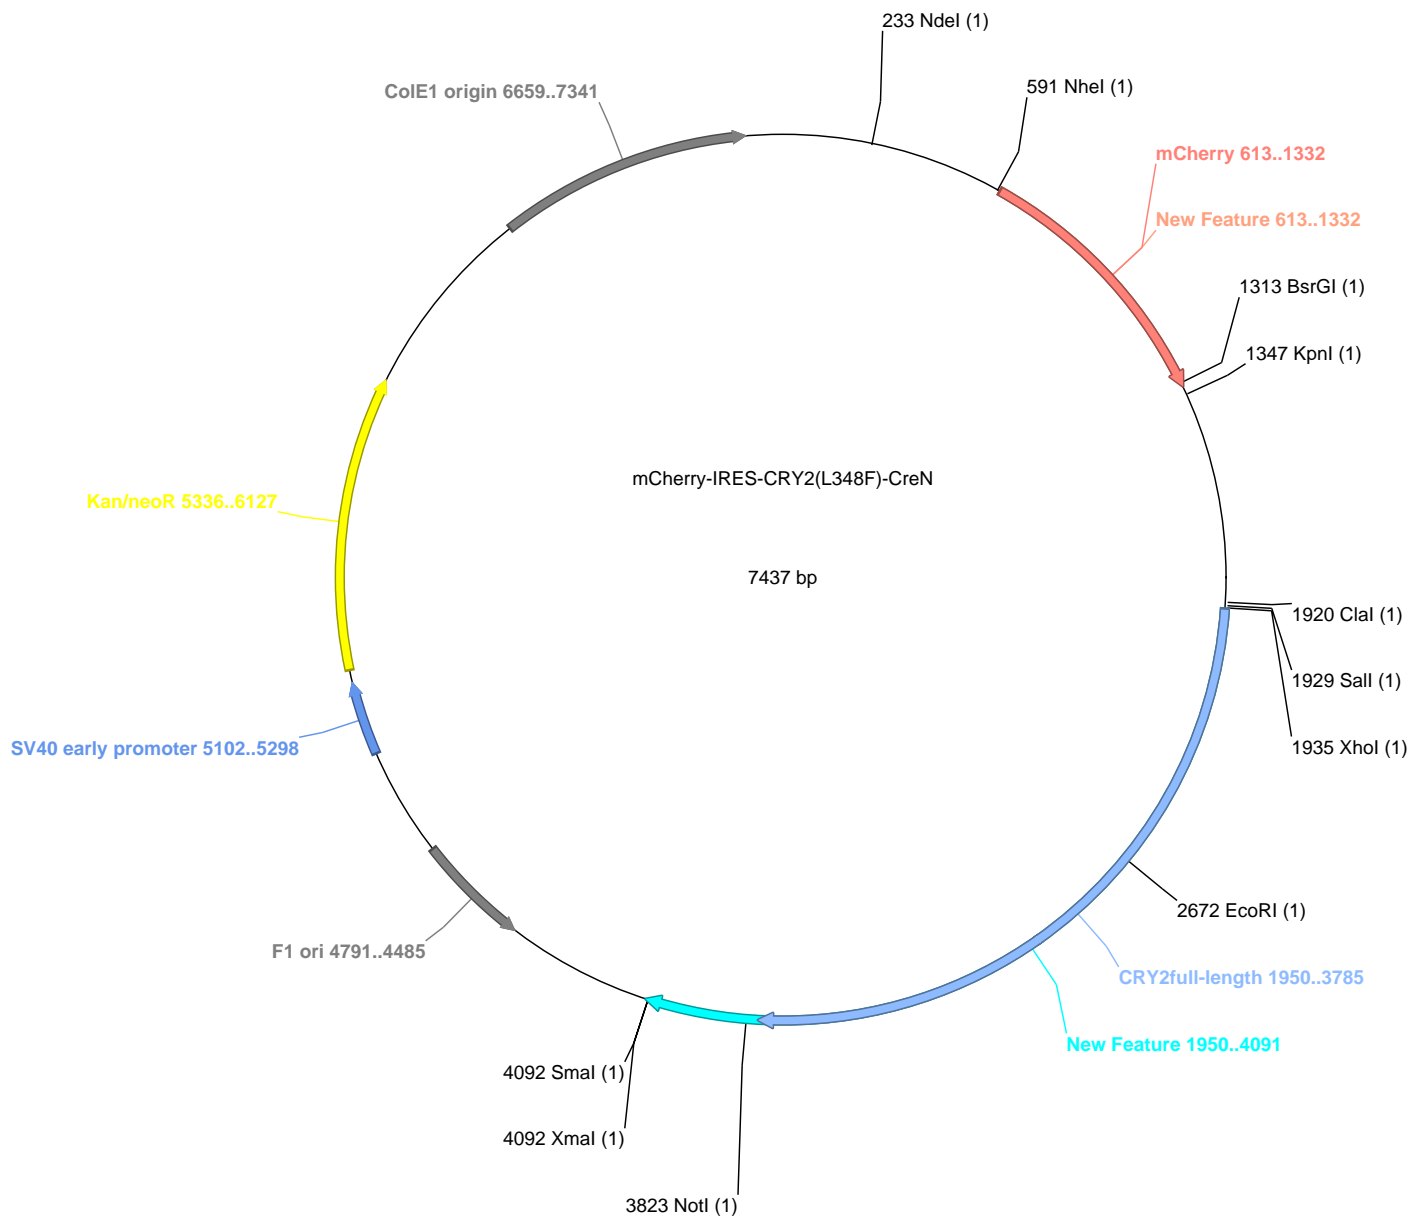 233 NdeI (1)
ColE1 origin 6659..7341
591 NheI (1)
mCherry 613..1332
New Feature 613..1332
1313 BsrGI (1)
1347 KpnI (1)
mCherry-IRES-CRY2(L348F)-CreN
Kan/neoR 5336..6127
7437 bp
1920 ClaI (1)
1929 SalI (1)
SV40 early promoter 5102..5298
1935 XhoI (1)
2672 EcoRI (1)
F1 ori 4791..4485
CRY2full-length 1950..3785
New Feature 1950..4091
4092 SmaI (1)
4092 XmaI (1)
3823 NotI (1)